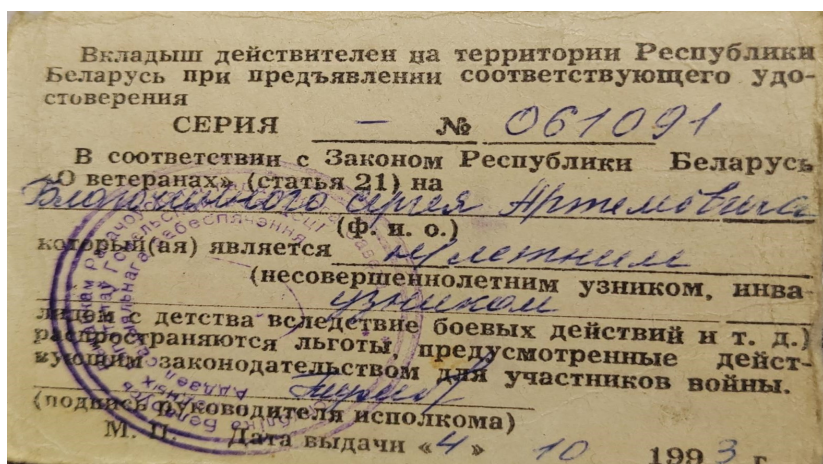 Вкладыш действителен на территории Республики
Беларусь при предъявлении соответствующего удо-
стоверения
СЕРИЯ — № 061091
В соответствии с Законом Республики Беларусь
«О ветеранах» (статья 21) на
Сергея Артемовича
(ф. и. о.)
который(ая) является н/летним
(несовершеннолетним узником, инва-
узником
лидом с детства вследствие боевых действий и т. д.)
распространяются льготы, предусмотренные дейст-
вующим законодательством для участников войны.
(подпись руководителя исполкома)
М. П. Дата выдачи «4» 10 1993 г.